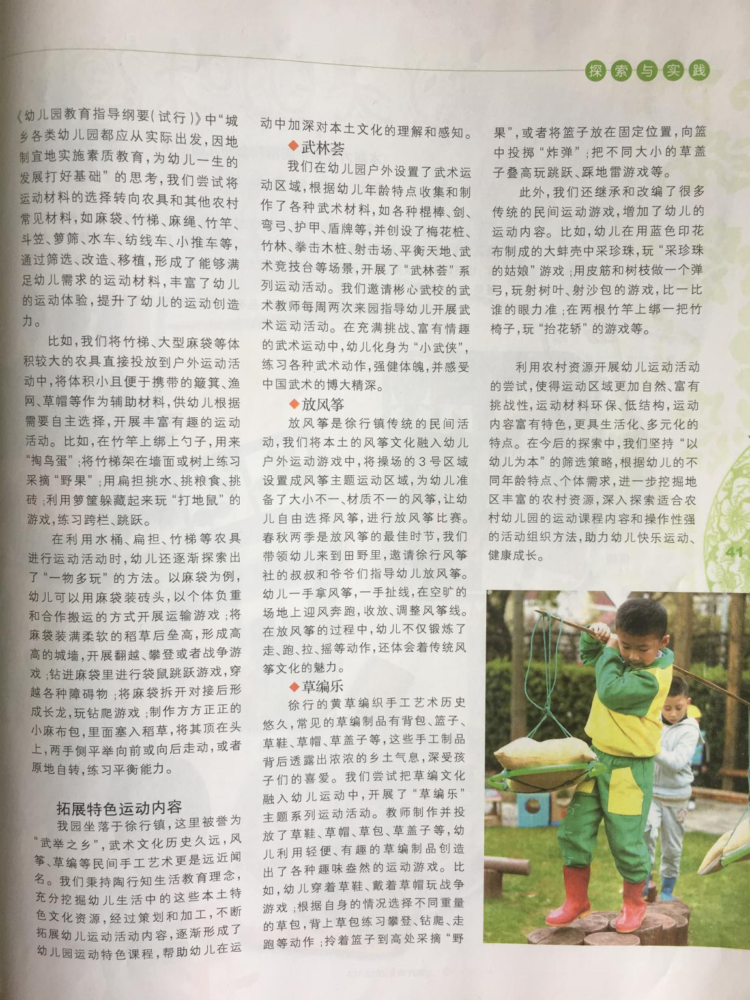 探索与实践
《幼儿园教育指导纲要(试行)》中“城
乡各类幼儿园都应从实际出发,因地
制宜地实施素质教育,为幼儿一生的
发展打好基础”的思考,我们尝试将
运动材料的选择转向农具和其他农村
常见材料,如麻袋、竹梯、麻绳、竹竿、
斗笠、箩筛、水车、纺线车、小推车等,
通过筛选、改造、移植,形成了能够满
足幼儿需求的运动材料,丰富了幼儿
的运动体验,提升了幼儿的运动创造
力。
比如,我们将竹梯、大型麻袋等体
积较大的农具直接投放到户外运动活
动中,将体积小且便于携带的簸箕、渔
网、草帽等作为辅助材料,供幼儿根据
需要自主选择,开展丰富有趣的运动
活动。比如,在竹竿上绑上勺子,用来
“掏鸟蛋”;将竹梯架在墙面或树上练习
采摘“野果”;用扁担挑水、挑粮食、挑
砖;利用箩筐躲藏起来玩“打地鼠”的
游戏,练习跨栏、跳跃。
在利用水桶、扁担、竹梯等农具
进行运动活动时,幼儿还逐渐探索出
了“一物多玩”的方法。以麻袋为例,
幼儿可以用麻袋装砖头,以个体负重
和合作搬运的方式开展运输游戏;将
麻袋装满柔软的稻草后垒高,形成高
高的城墙,开展翻越、攀登或者战争游
戏;钻进麻袋里进行袋鼠跳跃游戏,穿
越各种障碍物;将麻袋拆开对接后形
成长龙,玩钻爬游戏;制作方方正正的
小麻布包,里面塞入稻草,将其顶在头
上,两手侧平举向前或向后走动,或者
原地自转,练习平衡能力。
拓展特色运动内容
我园坐落于徐行镇,这里被誉为
“武举之乡”,武术文化历史久远,风
筝、草编等民间手工艺术更是远近闻
名。我们秉持陶行知生活教育理念,
充分挖掘幼儿生活中的这些本土特
色文化资源,经过策划和加工,不断
拓展幼儿运动活动内容,逐渐形成了
幼儿园运动特色课程,帮助幼儿在运
动中加深对本土文化的理解和感知。
◆武林荟
我们在幼儿园户外设置了武术运
动区域,根据幼儿年龄特点收集和制
作了各种武术材料,如各种棍棒、剑、
弯弓、护甲、盾牌等,并创设了梅花桩、
竹林、拳击木桩、射击场、平衡天地、武
术竞技台等场景,开展了“武林荟”系
列运动活动。我们邀请彬心武校的武
术教师每周两次来园指导幼儿开展武
术运动活动。在充满挑战、富有情趣
的武术运动中,幼儿化身为“小武侠”,
练习各种武术动作,强健体魄,并感受
中国武术的博大精深。
◆放风筝
放风筝是徐行镇传统的民间活
动,我们将本土的风筝文化融入幼儿
户外运动游戏中,将操场的3号区域
设置成风筝主题运动区域,为幼儿准
备了大小不一、材质不一的风筝,让幼
儿自由选择风筝,进行放风筝比赛。
春秋两季是放风筝的最佳时节,我们
带领幼儿来到田野里,邀请徐行风筝
社的叔叔和爷爷们指导幼儿放风筝。
幼儿一手拿风筝,一手扯线,在空旷的
场地上迎风奔跑,收放、调整风筝线。
在放风筝的过程中,幼儿不仅锻炼了
走、跑、拉、摇等动作,还体会着传统风
筝文化的魅力。
◆草编乐
徐行的黄草编织手工艺术历史
悠久,常见的草编制品有背包、篮子、
草鞋、草帽、草盖子等,这些手工制品
背后透露出浓浓的乡土气息,深受孩
子们的喜爱。我们尝试把草编文化
融入幼儿运动中,开展了“草编乐”
主题系列运动活动。教师制作并投
放了草鞋、草帽、草包、草盖子等,幼
儿利用轻便、有趣的草编制品创造
出了各种趣味盎然的运动游戏。比
如,幼儿穿着草鞋、戴着草帽玩战争
游戏;根据自身的情况选择不同重量
的草包,背上草包练习攀登、钻爬、走
跑等动作;拎着篮子到高处采摘“野
果”,或者将篮子放在固定位置,向篮
中投掷“炸弹”;把不同大小的草盖
子叠高玩跳跃、踩地雷游戏等。
此外,我们还继承和改编了很多
传统的民间运动游戏,增加了幼儿的
运动内容。比如,幼儿在用蓝色印花
布制成的大蚌壳中采珍珠,玩“采珍珠
的姑娘”游戏;用皮筋和树枝做一个弹
弓,玩射树叶、射沙包的游戏,比一比
谁的眼力准;在两根竹竿上绑一把竹
椅子,玩“抬花轿”的游戏等。
利用农村资源开展幼儿运动活动
的尝试,使得运动区域更加自然、富有
挑战性,运动材料环保、低结构,运动
内容富有特色,更具生活化、多元化的
特点。在今后的探索中,我们坚持“以
幼儿为本”的筛选策略,根据幼儿的不
同年龄特点、个体需求,进一步挖掘地
区丰富的农村资源,深入探索适合农
村幼儿园的运动课程内容和操作性强
的活动组织方法,助力幼儿快乐运动、
健康成长。
41